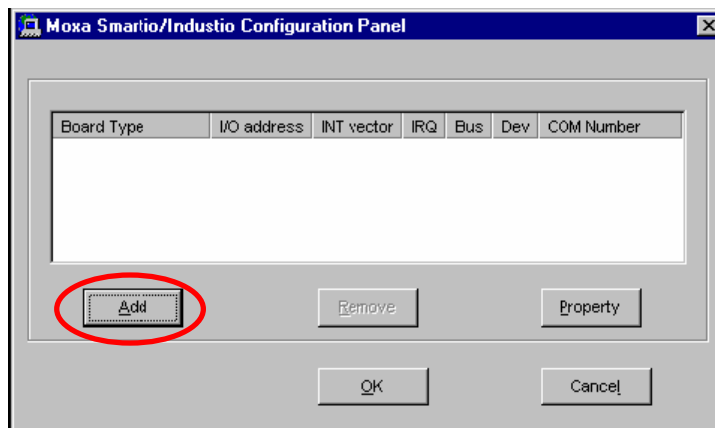 Moxa Smartio/Industio Configuration Panel
Board Type I/O address INT vector IRQ Bus Dev COM Number
Add Remove Property
OK Cancel